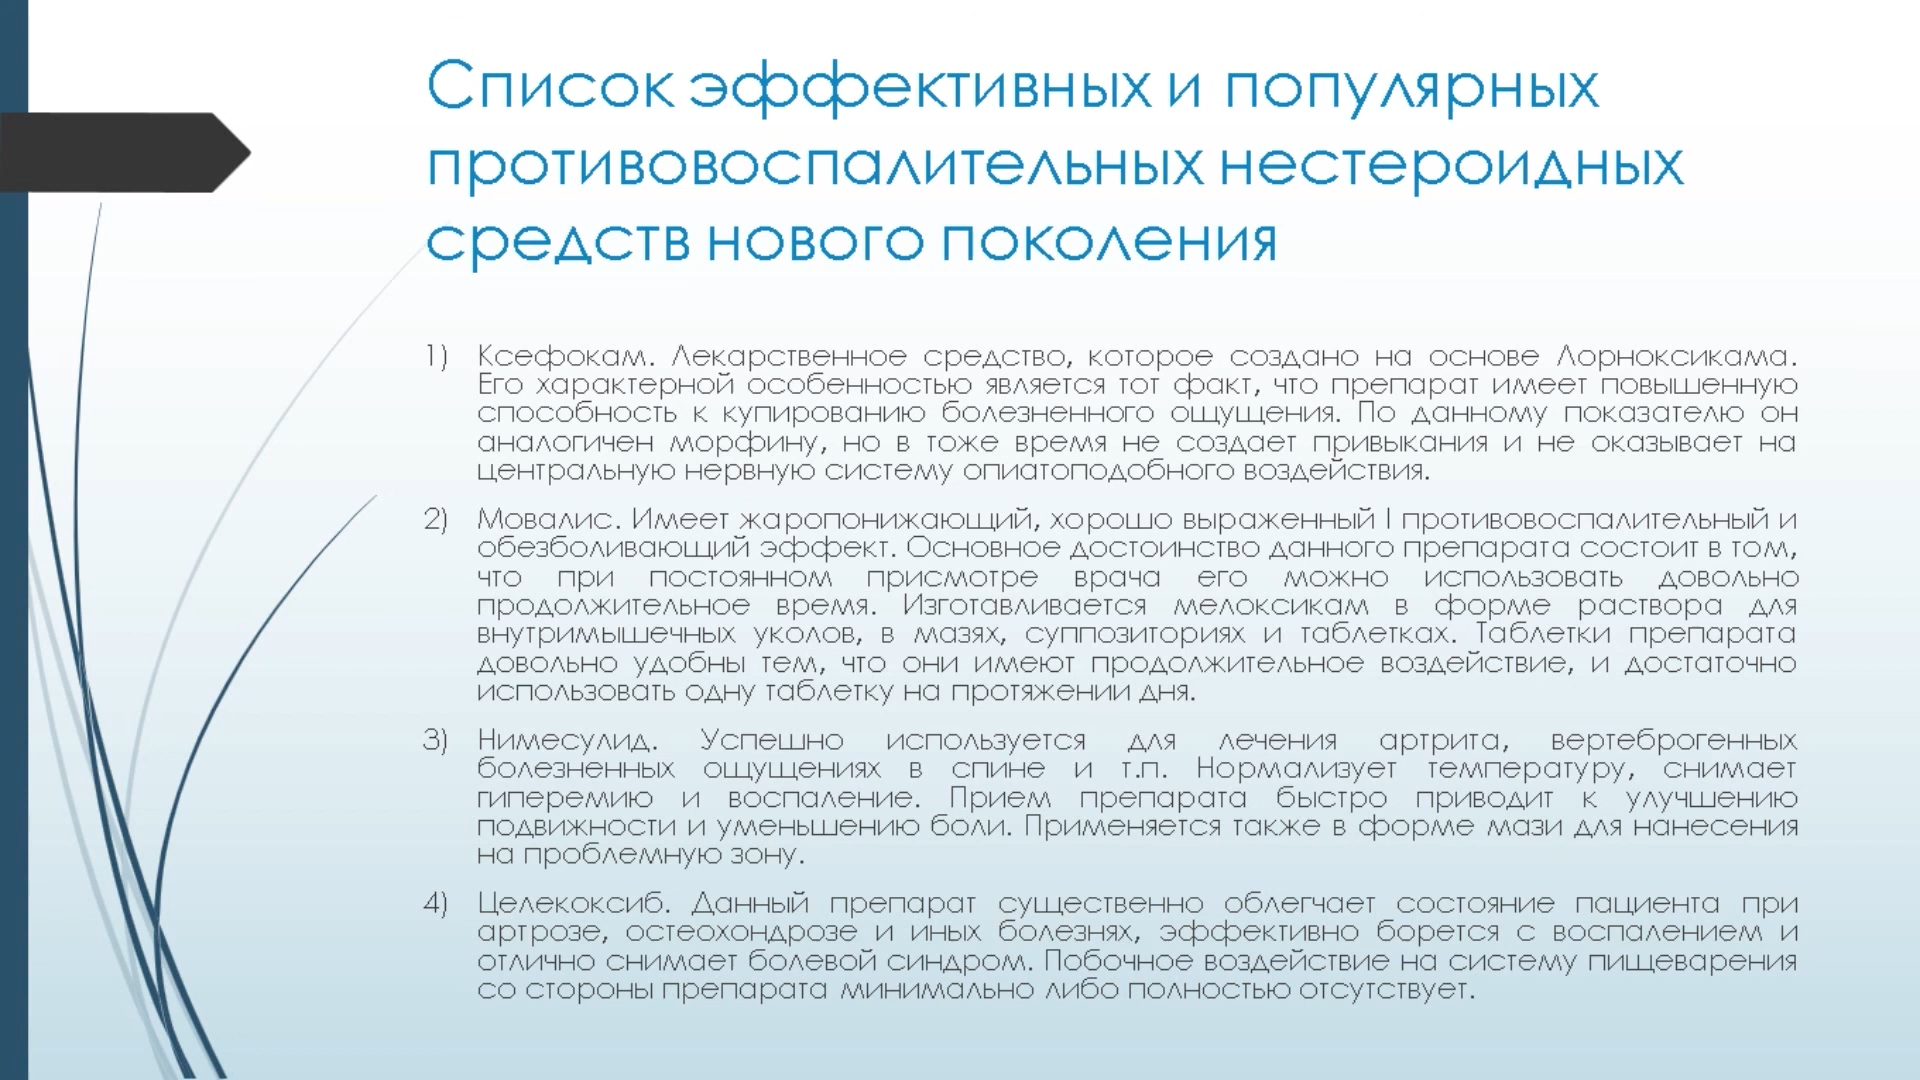 Список эффективных и популярных
противовоспалительных нестероидных
средств нового поколения
1) Ксефокам. Лекарственное средство, которое создано на основе Лорноксикама.
Его характерной особенностью является тот факт, что препарат имеет повышенную
способность к купированию болезненного ощущения. По данному показателю он
аналогичен морфину, но в тоже время не создает привыкания и не оказывает на
центральную нервную систему опиатоподобного воздействия.
2) Мовалис. Имеет жаропонижающий, хорошо выраженный I противовоспалительный и
обезболивающий эффект. Основное достоинство данного препарата состоит в том,
что при постоянном присмотре врача его можно использовать довольно
продолжительное время. Изготавливается мелоксикам в форме раствора для
внутримышечных уколов, в мазях, суппозиториях и таблетках. Таблетки препарата
довольно удобны тем, что они имеют продолжительное воздействие, и достаточно
использовать одну таблетку на протяжении дня.
3) Нимесулид. Успешно используется для лечения артрита, вертеброгенных
болезненных ощущениях в спине и т.п. Нормализует температуру, снимает
гиперемию и воспаление. Прием препарата быстро приводит к улучшению
подвижности и уменьшению боли. Применяется также в форме мази для нанесения
на проблемную зону.
4) Целекоксиб. Данный препарат существенно облегчает состояние пациента при
артрозе, остеохондрозе и иных болезнях, эффективно борется с воспалением и
отлично снимает болевой синдром. Побочное воздействие на систему пищеварения
со стороны препарата минимально либо полностью отсутствует.